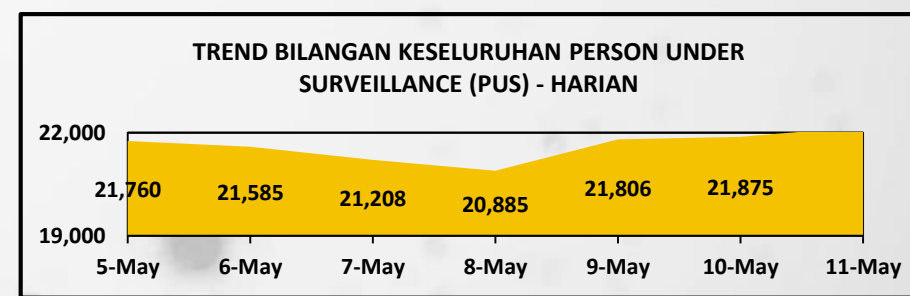 TREND BILANGAN KESELURUHAN PERSON UNDER
SURVEILLANCE (PUS) - HARIAN
22,000
21,760 21,585 21,208 20,885 21,806 21,875
19,000
5-May 6-May 7-May 8-May 9-May 10-May 11-May